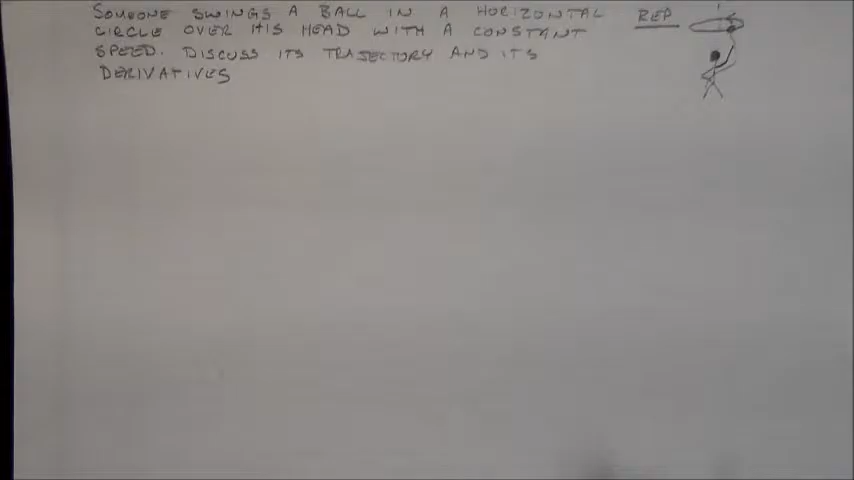 SOMEONE SWINGS A BALL IN A HORIZONTAL
CIRCLE OVER HIS HEAD WITH A CONSTANT
SPEED. DISCUSS ITS TRAJECTORY AND ITS
DERIVATIVES
REP